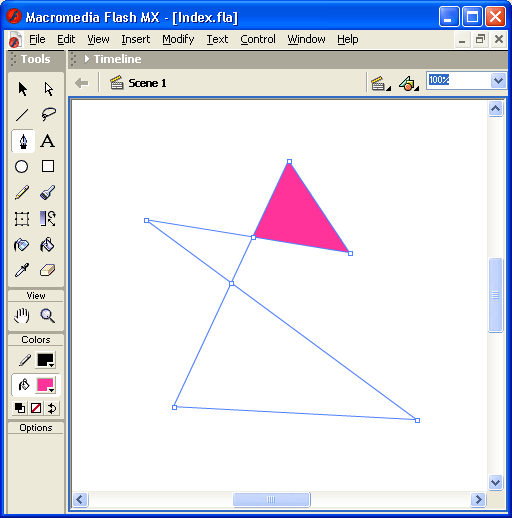 Macromedia Flash MX - [Index.fla]
File Edit View Insert Modify Text Control Window Help
Tools
Timeline
Scene 1
100%
A
View
Colors
Options